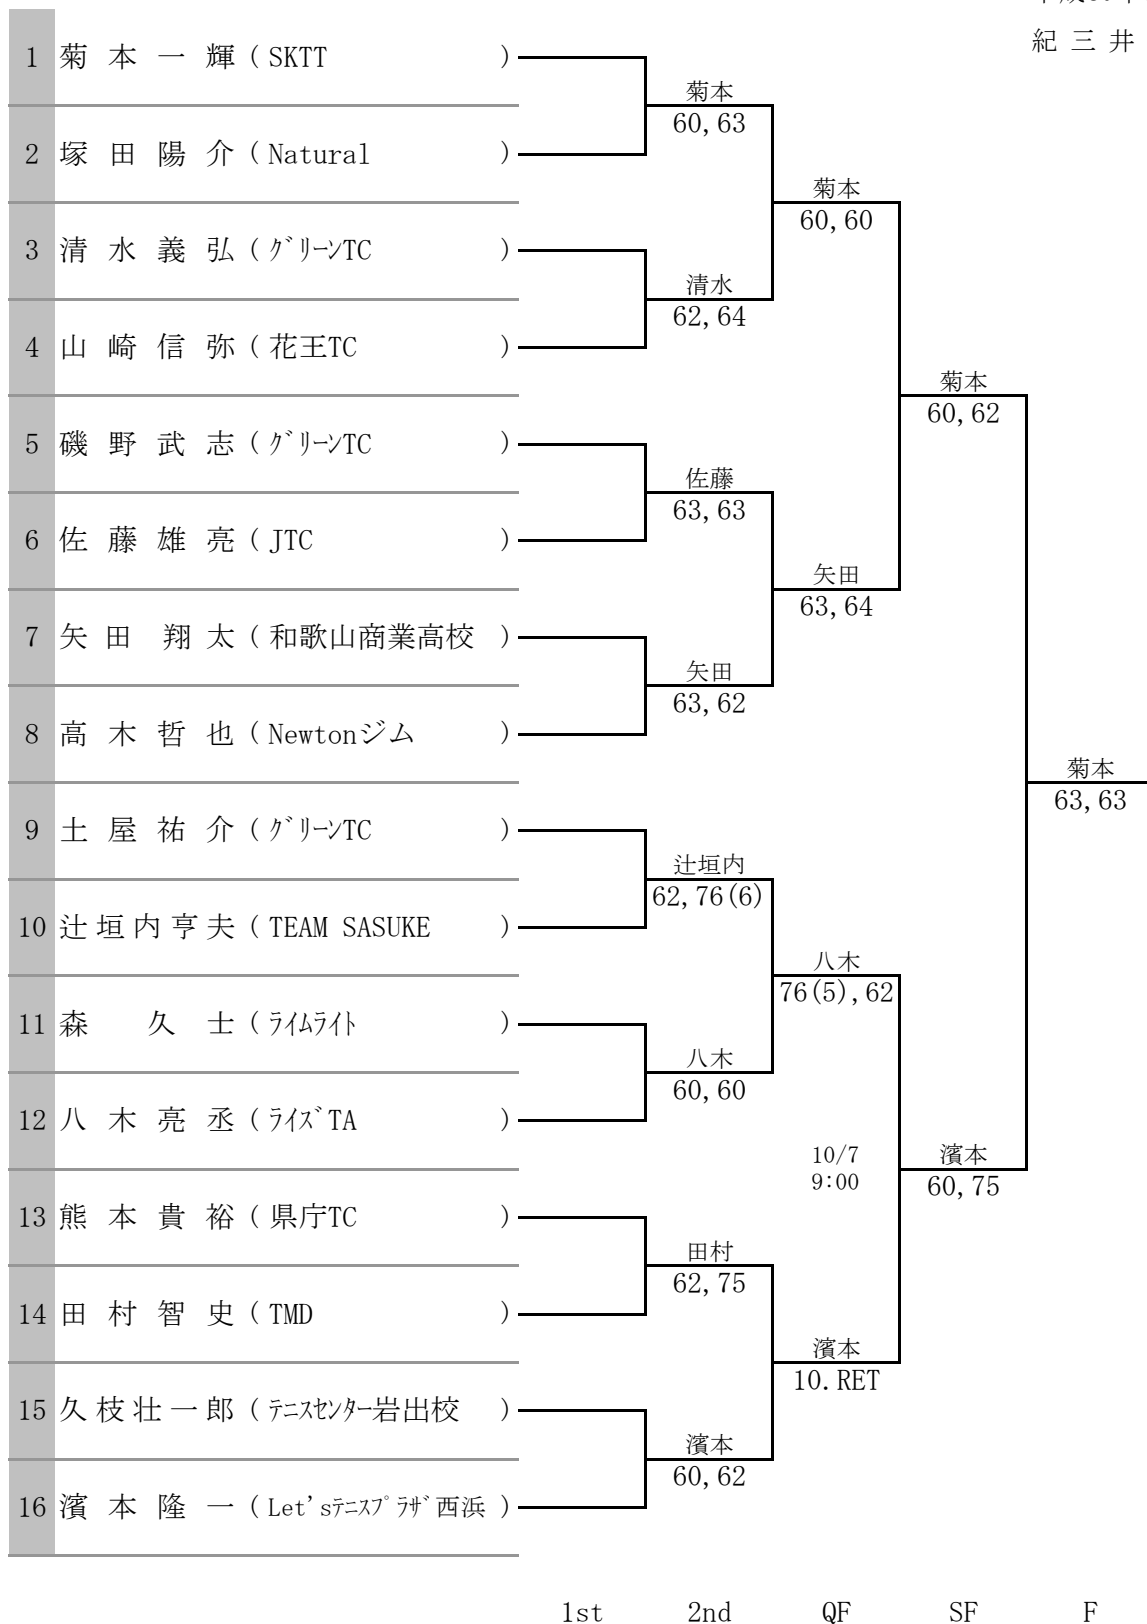 紀三井
1 菊本一輝 ( SKTT )
菊本
60, 63
2 塚田陽介 ( Natural )
菊本
60, 60
3 清水義弘 ( ｸﾞﾘｰﾝTC )
清水
62, 64
4 山崎信弥 ( 花王TC )
菊本
60, 62
5 磯野武志 ( ｸﾞﾘｰﾝTC )
佐藤
63, 63
6 佐藤雄亮 ( JTC )
矢田
63, 64
7 矢田翔太 ( 和歌山商業高校 )
矢田
63, 62
8 高木哲也 ( Newtonジム )
菊本
63, 63
9 土屋祐介 ( ｸﾞﾘｰﾝTC )
辻垣内
62, 76(6)
10 辻垣内亨夫 ( TEAM SASUKE )
八木
76(5), 62
11 森久士 ( ﾗｲﾑﾗｲﾄ )
八木
60, 60
12 八木亮丞 ( ﾗｲｽﾞTA )
10/7
9:00
濱本
60, 75
13 熊本貴裕 ( 県庁TC )
田村
62, 75
14 田村智史 ( TMD )
濱本
10. RET
15 久枝壮一郎 ( ﾃﾆｽｾﾝﾀｰ岩出校 )
濱本
60, 62
16 濱本隆一 ( Let'sﾃﾆｽﾌﾟﾗｻﾞ西浜 )
1st 2nd QF SF F